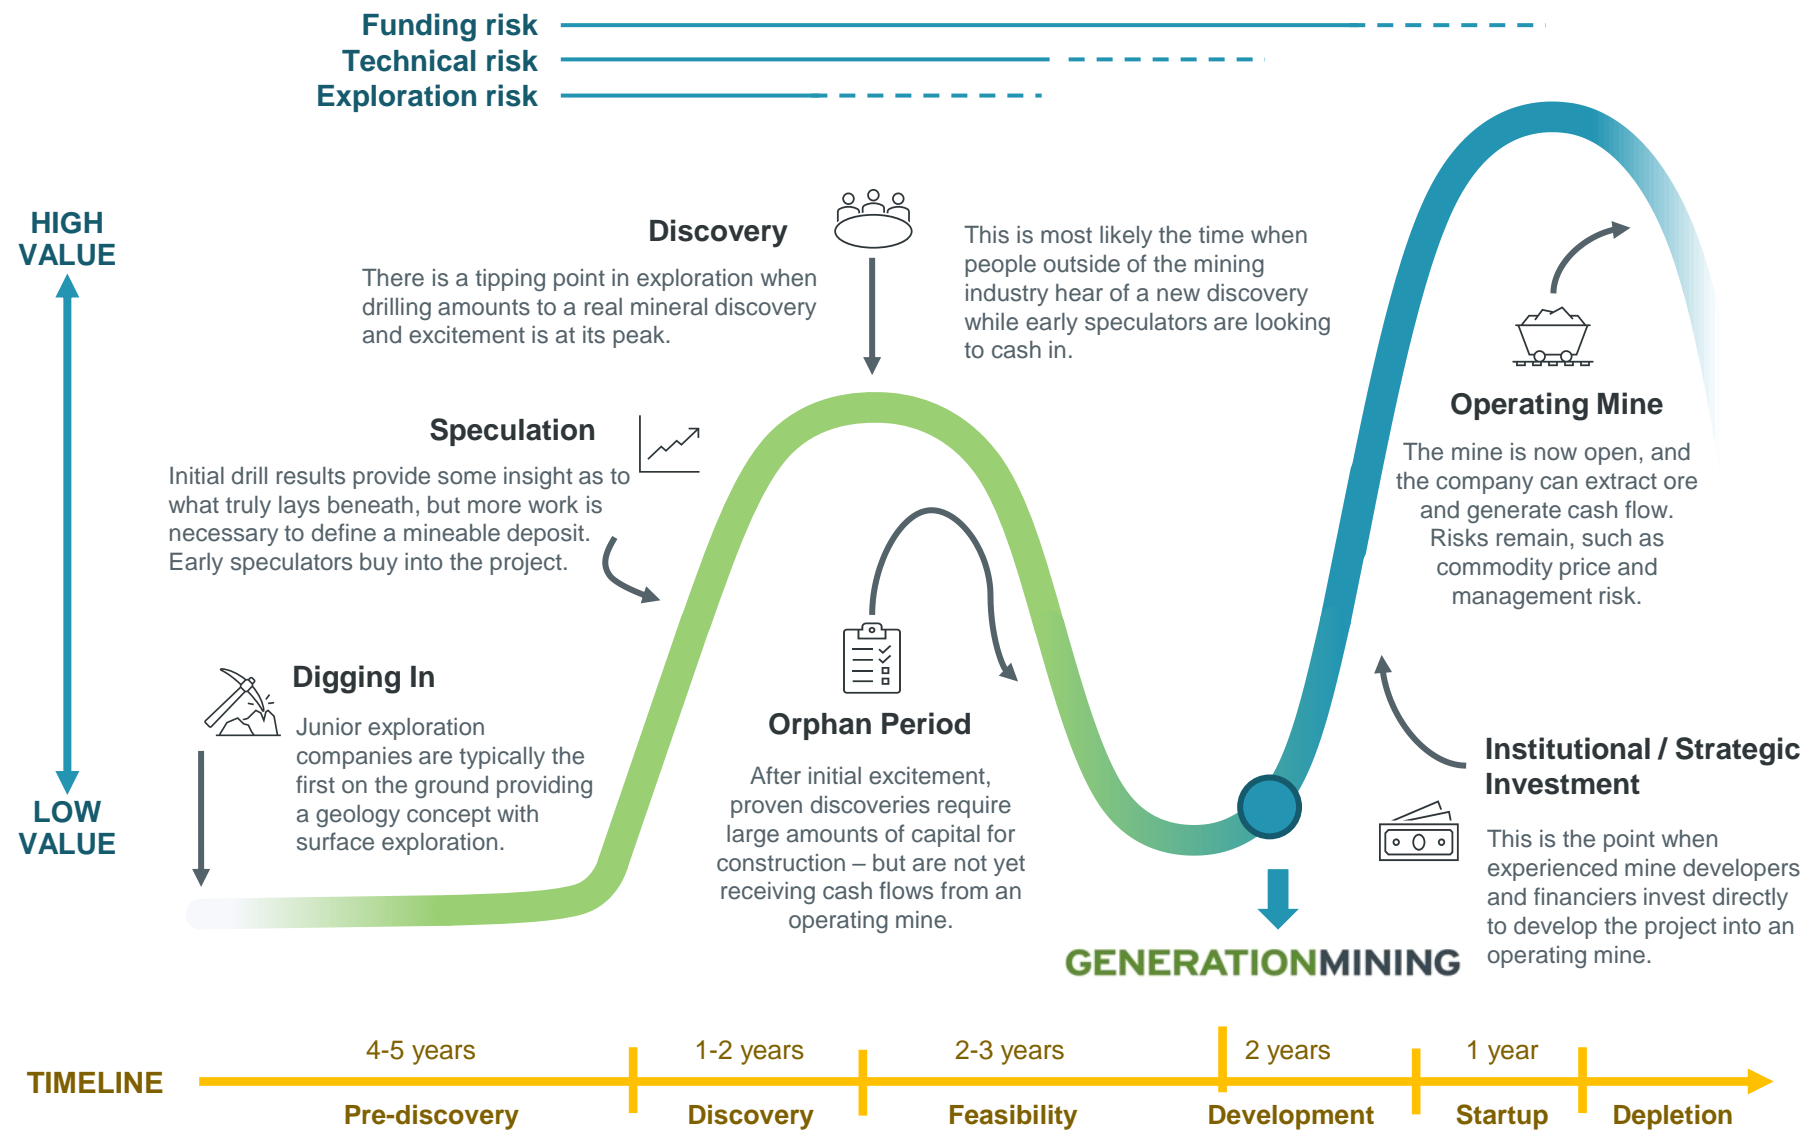 Funding risk
Technical risk
Exploration risk
HIGH
VALUE
LOW
VALUE
Discovery
There is a tipping point in exploration when
drilling amounts to a real mineral discovery
and excitement is at its peak.
This is most likely the time when
people outside of the mining
industry hear of a new discovery
while early speculators are looking
to cash in.
Speculation
Initial drill results provide some insight as to
what truly lays beneath, but more work is
necessary to define a mineable deposit.
Early speculators buy into the project.
Digging In
Junior exploration
companies are typically the
first on the ground providing
a geology concept with
surface exploration.
Orphan Period
After initial excitement,
proven discoveries require
large amounts of capital for
construction – but are not yet
receiving cash flows from an
operating mine.
Operating Mine
The mine is now open, and
the company can extract ore
and generate cash flow.
Risks remain, such as
commodity price and
management risk.
Institutional / Strategic
Investment
This is the point when
experienced mine developers
and financiers invest directly
to develop the project into an
operating mine.
GENERATIONMINING
TIMELINE
4-5 years
1-2 years
2-3 years
2 years
1 year
Pre-discovery
Discovery
Feasibility
Development
Startup
Depletion